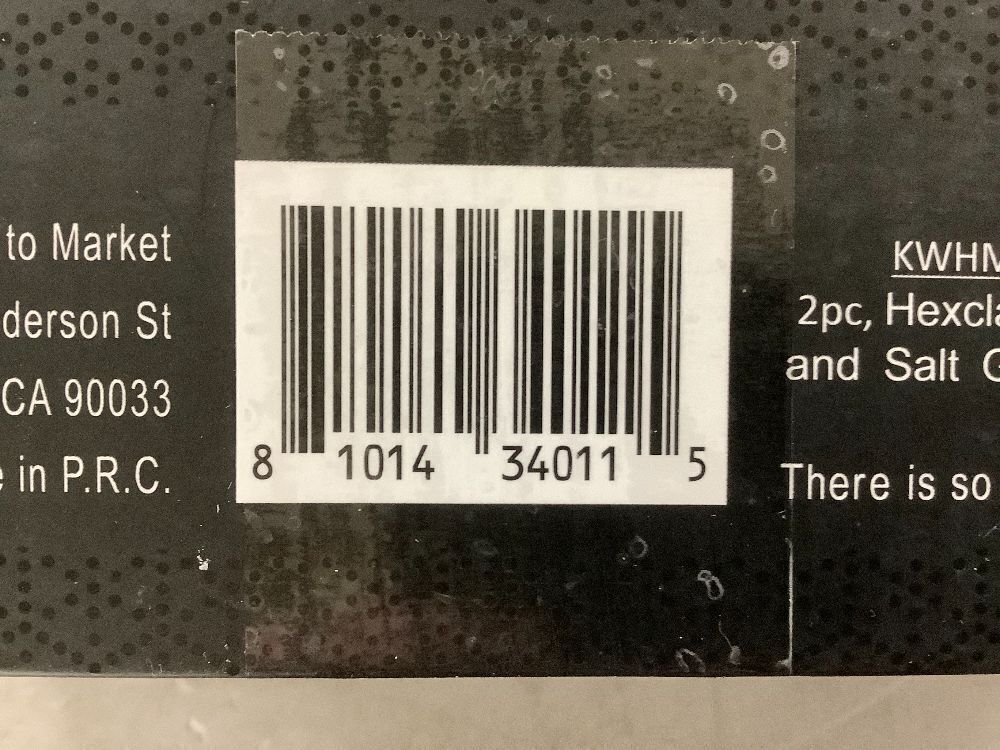 to Market
derson St
CA 90033
in P.R.C.
8 1014 34011 5
KWHM
2pc, Hexcla
and Salt G
There is so